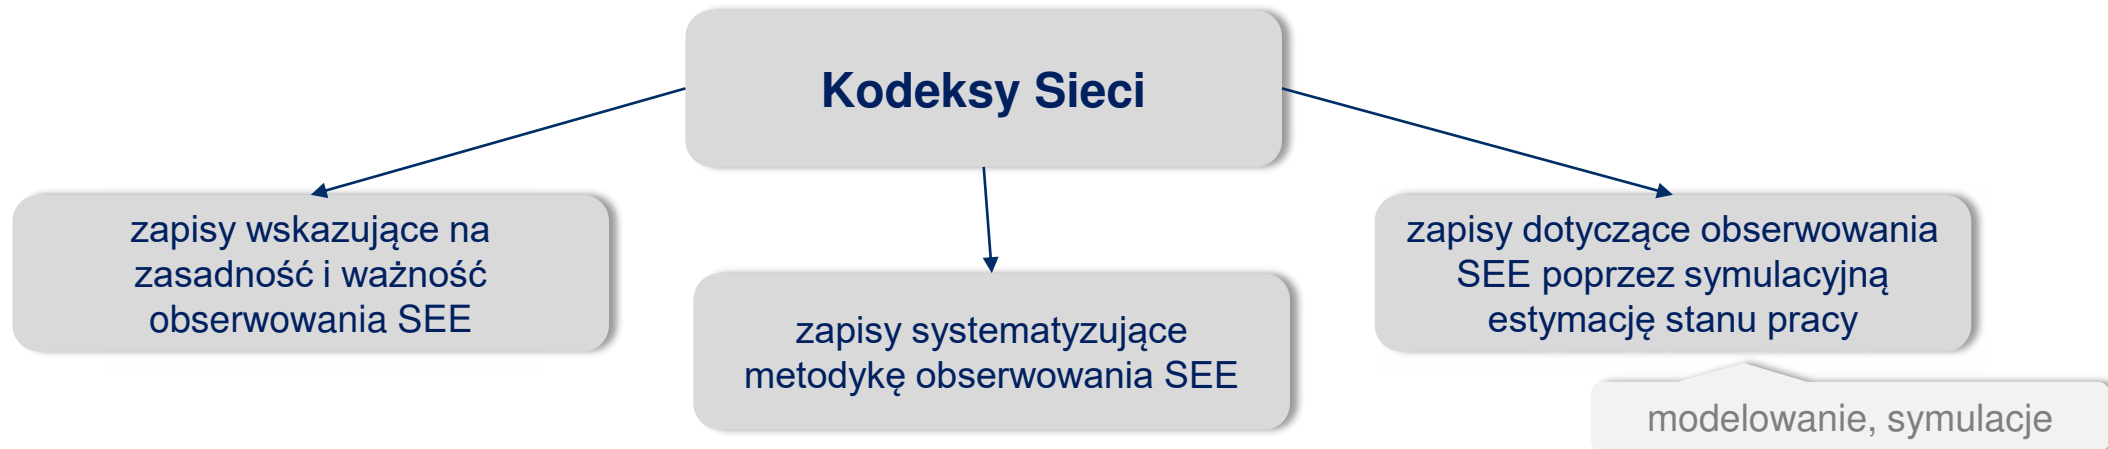 Kodeksy Sieci
zapisy wskazujące na
zasadność i ważność
obserwowania SEE
zapisy systematyzujące
metodykę obserwowania SEE
zapisy dotyczące obserwowania
SEE poprzez symulacyjną
estymację stanu pracy
modelowanie, symulacje